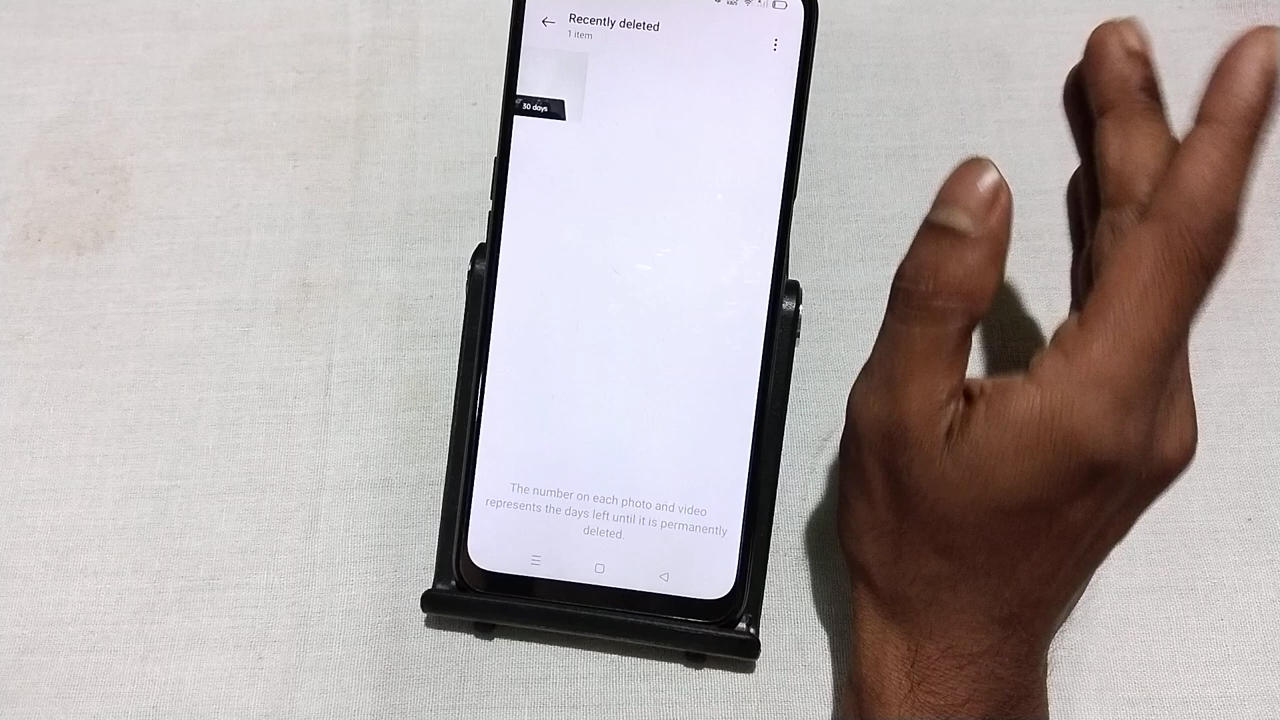 Recently deleted
1 item
30 days
The number on each photo and video
represents the days left until it is permanently
deleted.